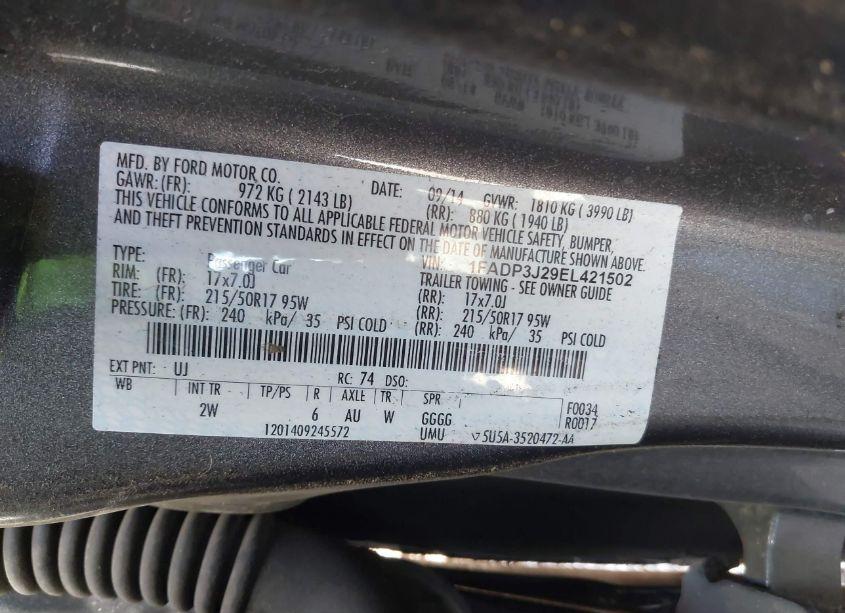 MFD. BY FORD MOTOR CO.
DATE: 09/14 GVWR: 1810 KG ( 3990 LB)
GAWR: (FR): 972 KG ( 2143 LB) (RR): 880 KG ( 1940 LB)
THIS VEHICLE CONFORMS TO ALL APPLICABLE FEDERAL MOTOR VEHICLE SAFETY, BUMPER,
AND THEFT PREVENTION STANDARDS IN EFFECT ON THE DATE OF MANUFACTURE SHOWN ABOVE.
VIN: 1FADP3J29EL421502
TYPE: Passenger Car TRAILER TOWING - SEE OWNER GUIDE
RIM: (FR): 17x7.0J (RR): 17x7.0J
TIRE: (FR): 215/50R17 95W (RR): 215/50R17 95W
PRESSURE: (FR): 240 kPa/ 35 PSI COLD (RR): 240 kPa/ 35 PSI COLD
EXT PNT: UJ RC: 74 DSO:
WB INT TR TP/PS R AXLE TR SPR F0034
2W 6 AU W GGGG R0017
1201409245572 UMU 5U5A-3520472-AA